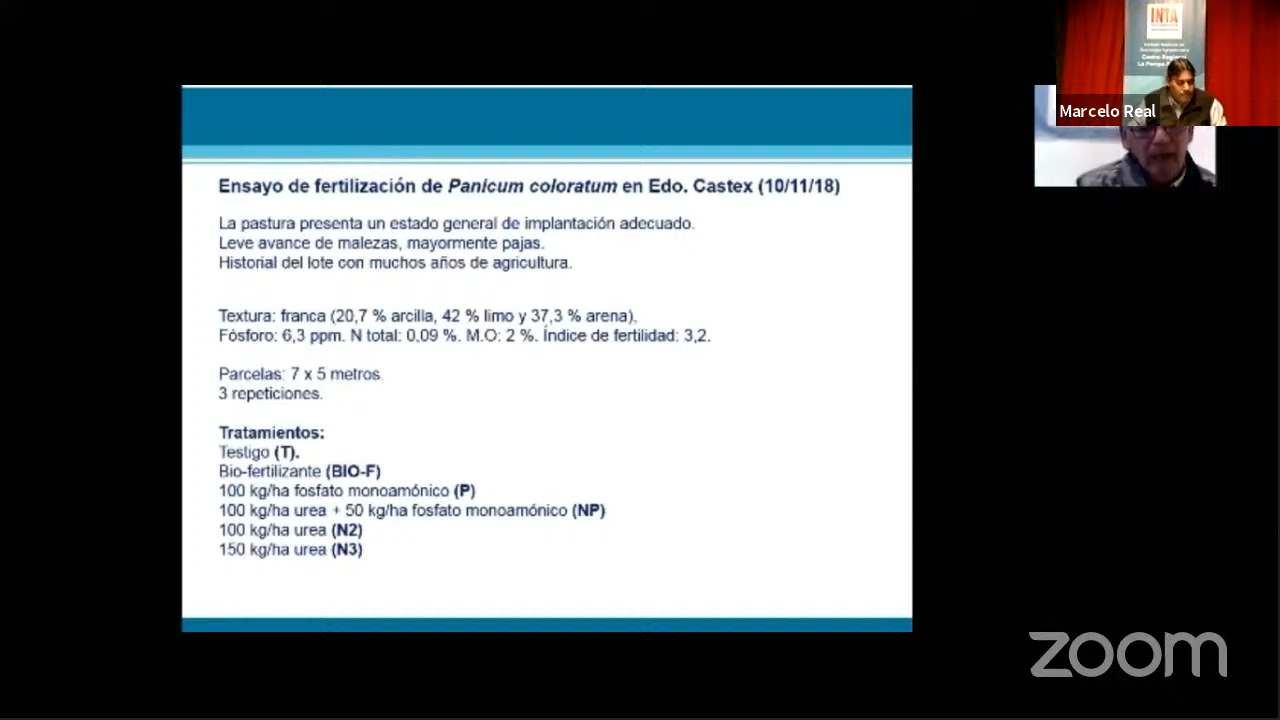 Ensayo de fertilización de Panicum coloratum en Edo. Castex (10/11/18)
La pastura presenta un estado general de implantación adecuado.
Leve avance de malezas, mayormente pajas.
Historial del lote con muchos años de agricultura.
Textura: franca (20,7 % arcilla, 42 % limo y 37,3 % arena),
Fósforo: 6,3 ppm. N total: 0,09 %. M.O: 2 %. Índice de fertilidad: 3,2.
Parcelas: 7 x 5 metros.
3 repeticiones.
Tratamientos:
Testigo (T).
Bio-fertilizante (BIO-F)
100 kg/ha fosfato monoamónico (P)
100 kg/ha urea + 50 kg/ha fosfato monoamónico (NP)
100 kg/ha urea (N2)
150 kg/ha urea (N3)
INTA
Centro Regional
La Pampa
Marcelo Real
zoom